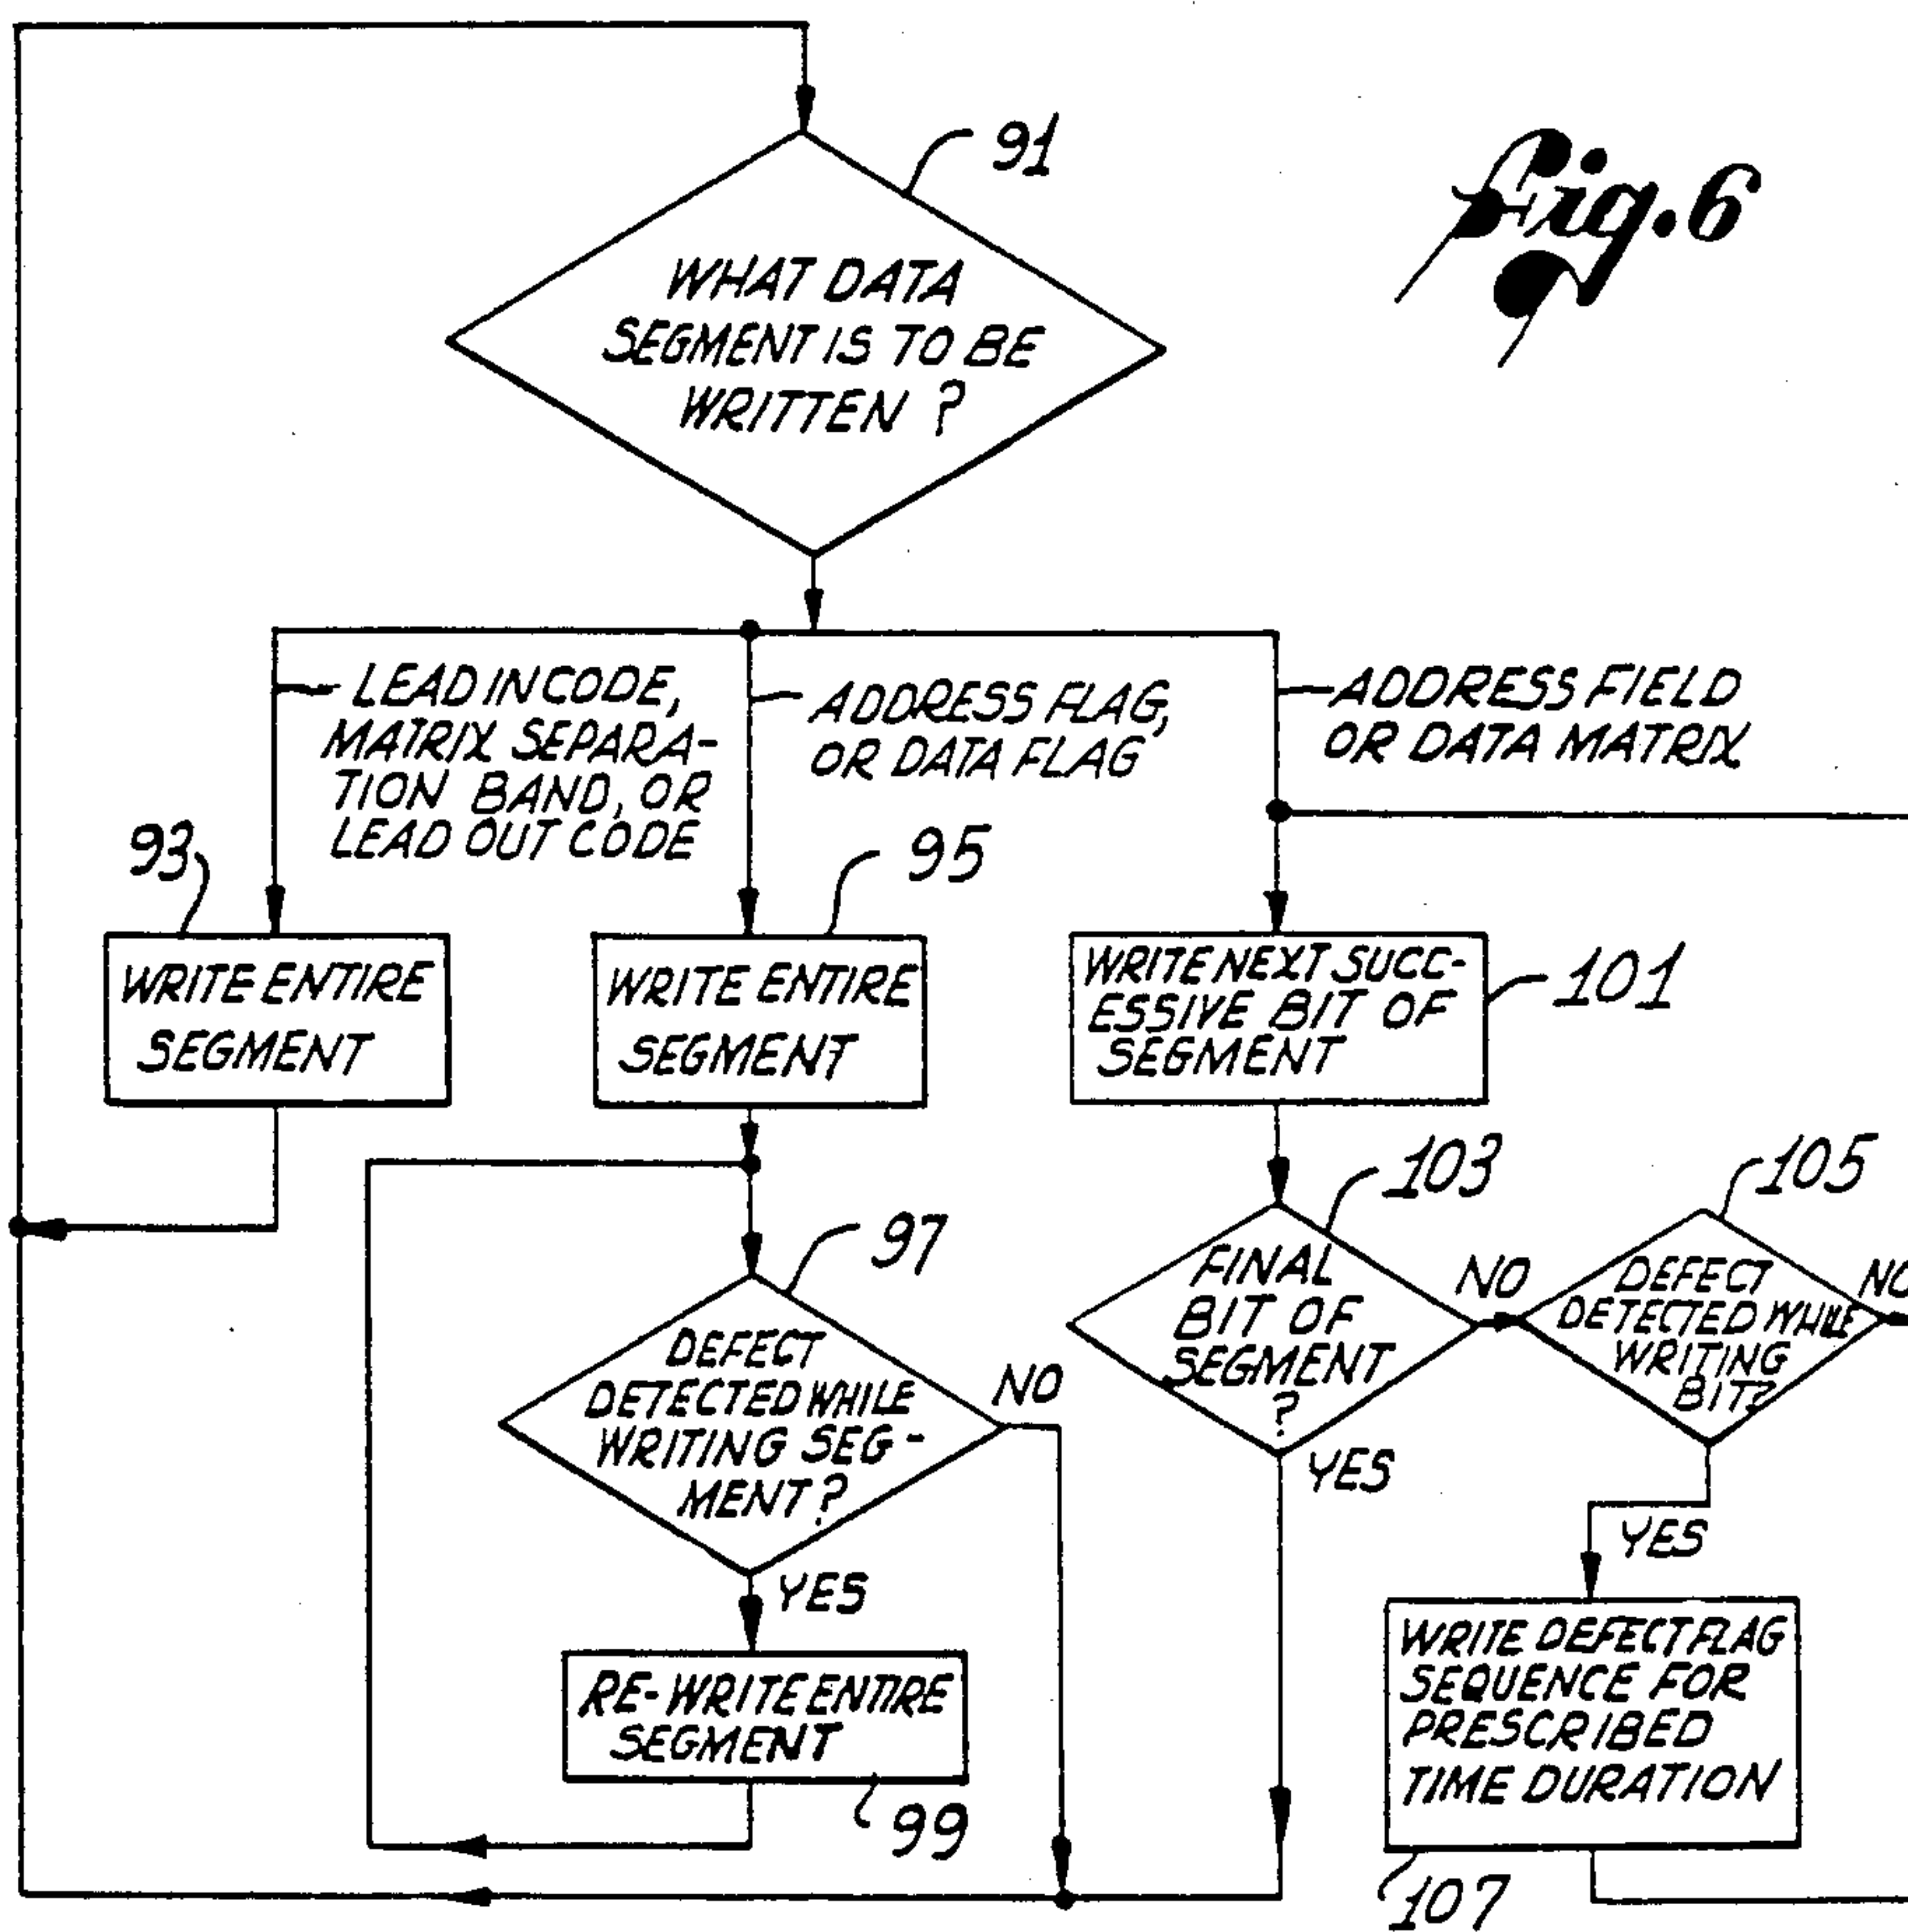 91
Fig. 6
WHAT DATA
SEGMENT IS TO BE
WRITTEN ?
LEAD IN CODE,
MATRIX SEPARA-
TION BAND, OR
LEAD OUT CODE
ADDRESS FLAG,
OR DATA FLAG
ADDRESS FIELD
OR DATA MATRIX
93
95
WRITE ENTIRE
SEGMENT
WRITE ENTIRE
SEGMENT
WRITE NEXT SUCC-
ESSIVE BIT OF
SEGMENT
101
103
105
97
FINAL
BIT OF
SEGMENT
?
NO
DEFECT
DETECTED WHILE
WRITING
BIT?
NO
DEFECT
DETECTED WHILE
WRITING SEG-
MENT?
NO
YES
YES
YES
RE-WRITE ENTIRE
SEGMENT
99
WRITE DEFECT FLAG
SEQUENCE FOR
PRESCRIBED
TIME DURATION
107